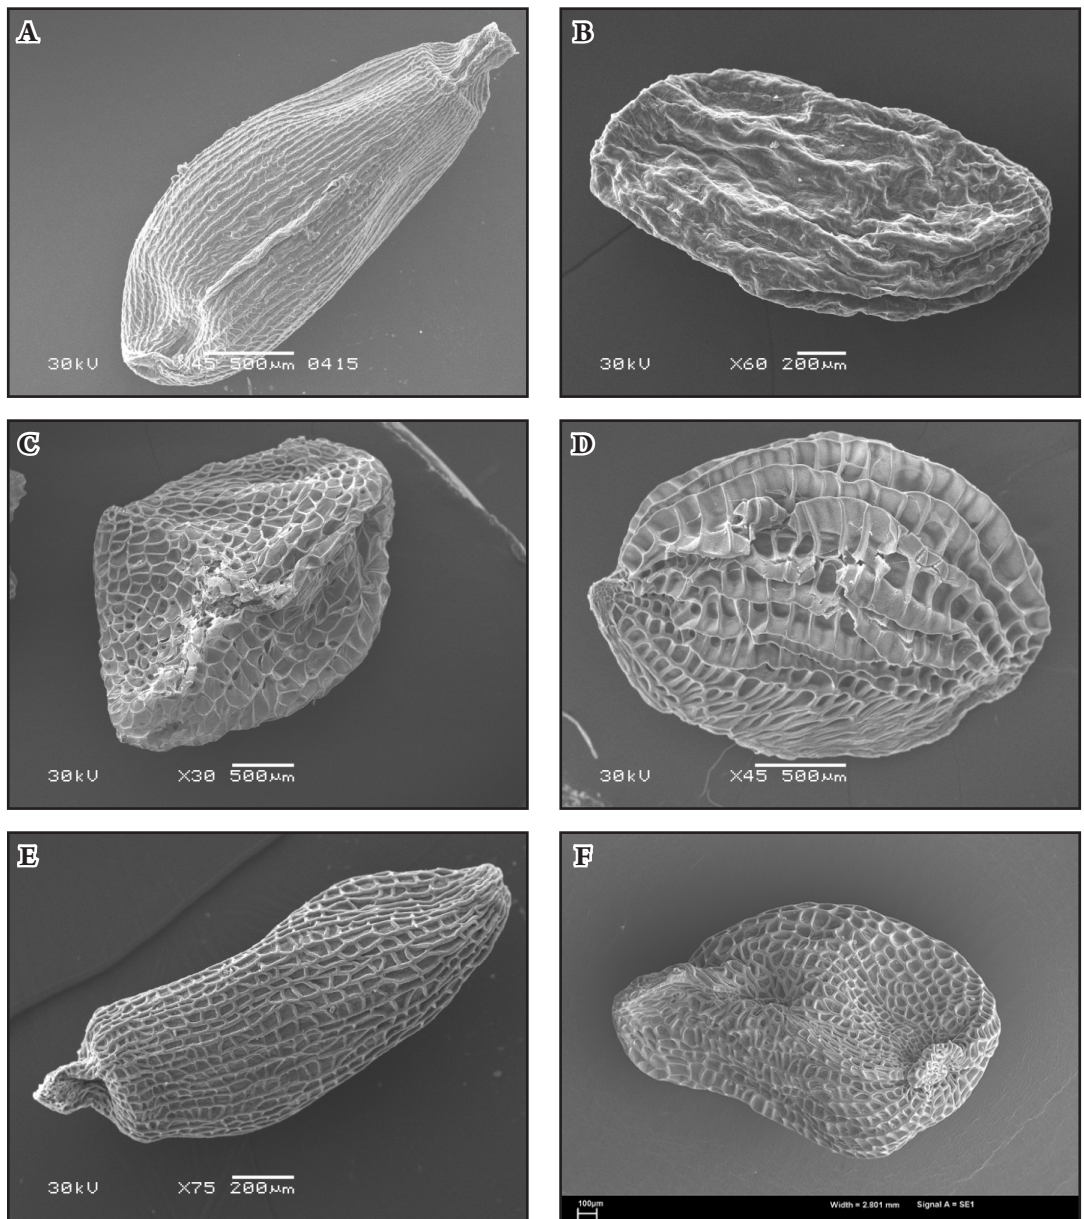 A
30kV X45 500µm 0415
B
30kV X60 200µm
C
30kV X30 500µm
D
30kV X45 500µm
E
30kV X75 200µm
F
100µm Width = 2.801 mm Signal A = SE1